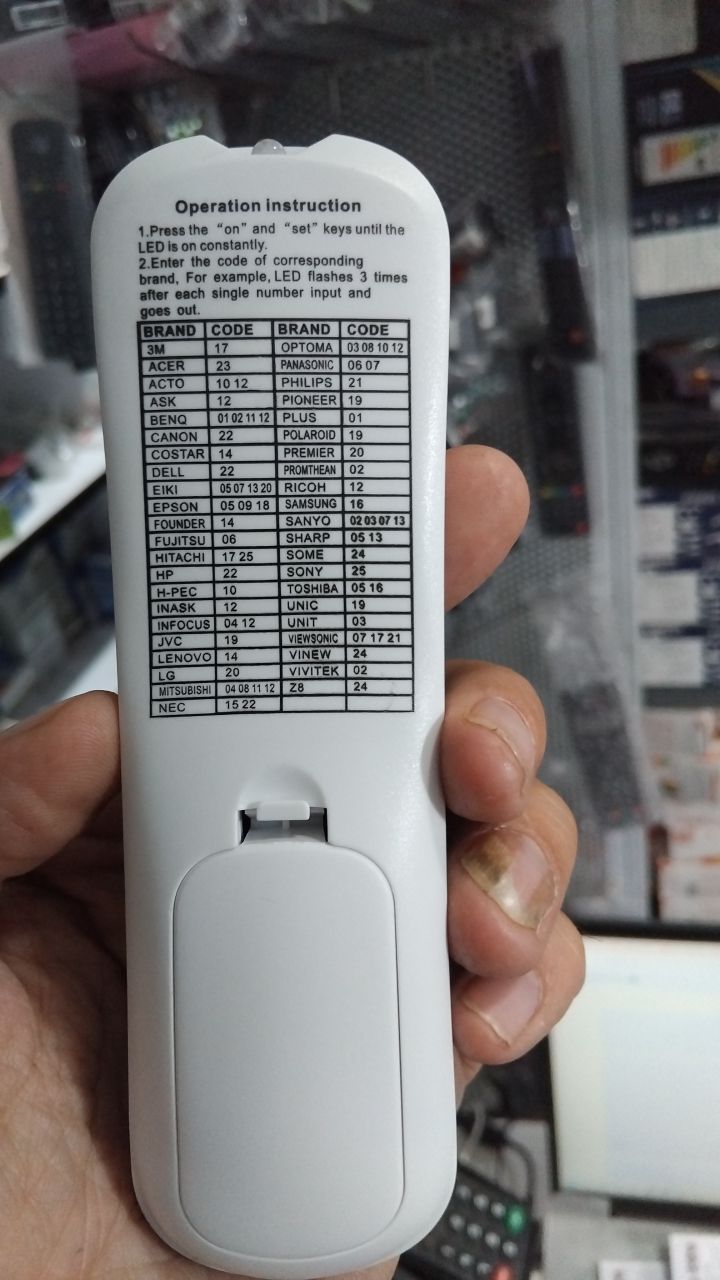 Operation instruction
1.Press the "on" and "set" keys until the
LED is on constantly.
2.Enter the code of corresponding
brand, For example, LED flashes 3 times
after each single number input and
goes out.
BRAND CODE BRAND CODE
3M 17 OPTOMA 03 08 10 12
ACER 23 PANASONIC 06 07
ACTO 10 12 PHILIPS 21
ASK 12 PIONEER 19
BENQ 01 02 11 12 PLUS 01
CANON 22 POLAROID 19
COSTAR 14 PREMIER 20
DELL 22 PROMTHEAN 02
EIKI 05 07 13 20 RICOH 12
EPSON 05 09 18 SAMSUNG 16
FOUNDER 14 SANYO 02 03 07 13
FUJITSU 06 SHARP 05 13
HITACHI 17 25 SOME 24
HP 22 SONY 25
H-PEC 10 TOSHIBA 05 16
INASK 12 UNIC 19
INFOCUS 04 12 UNIT 03
JVC 19 VIEWSONIC 07 17 21
LENOVO 14 VINEW 24
LG 20 VIVITEK 02
MITSUBISHI 04 08 11 12 Z8 24
NEC 15 22